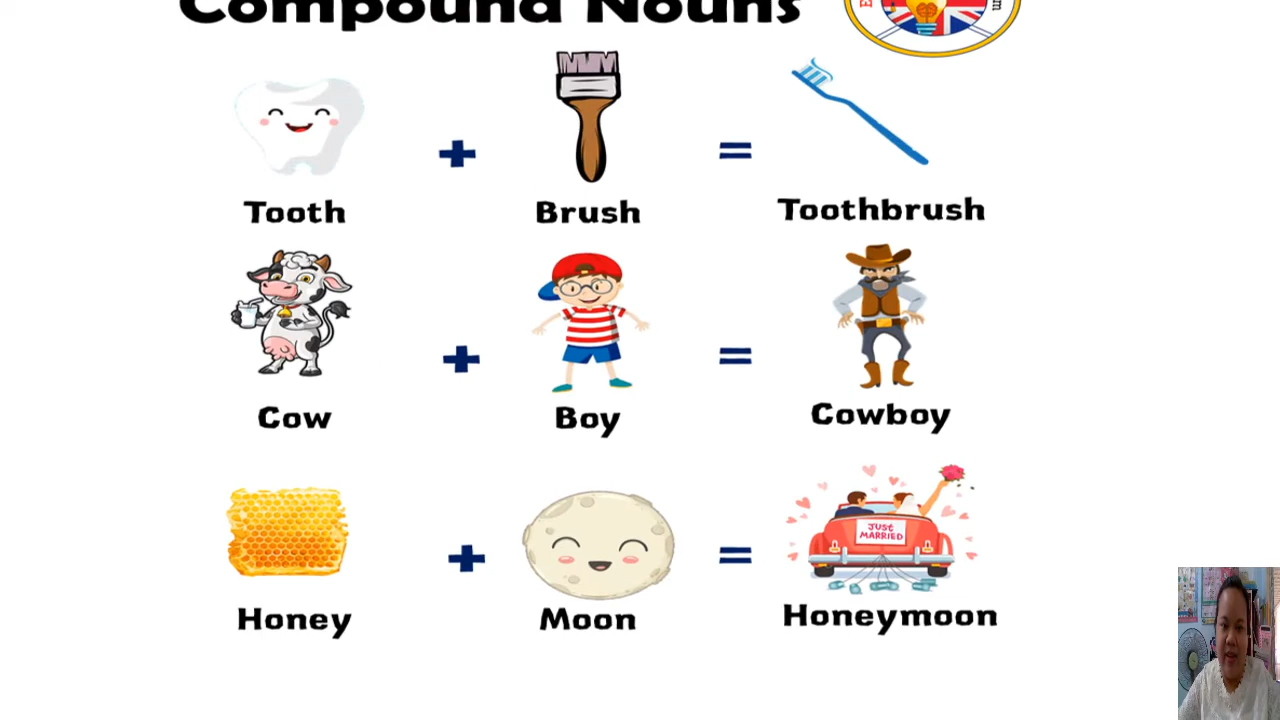 Compound Nouns
Tooth + Brush = Toothbrush
Cow + Boy = Cowboy
JUST
MARRIED
Honey + Moon = Honeymoon